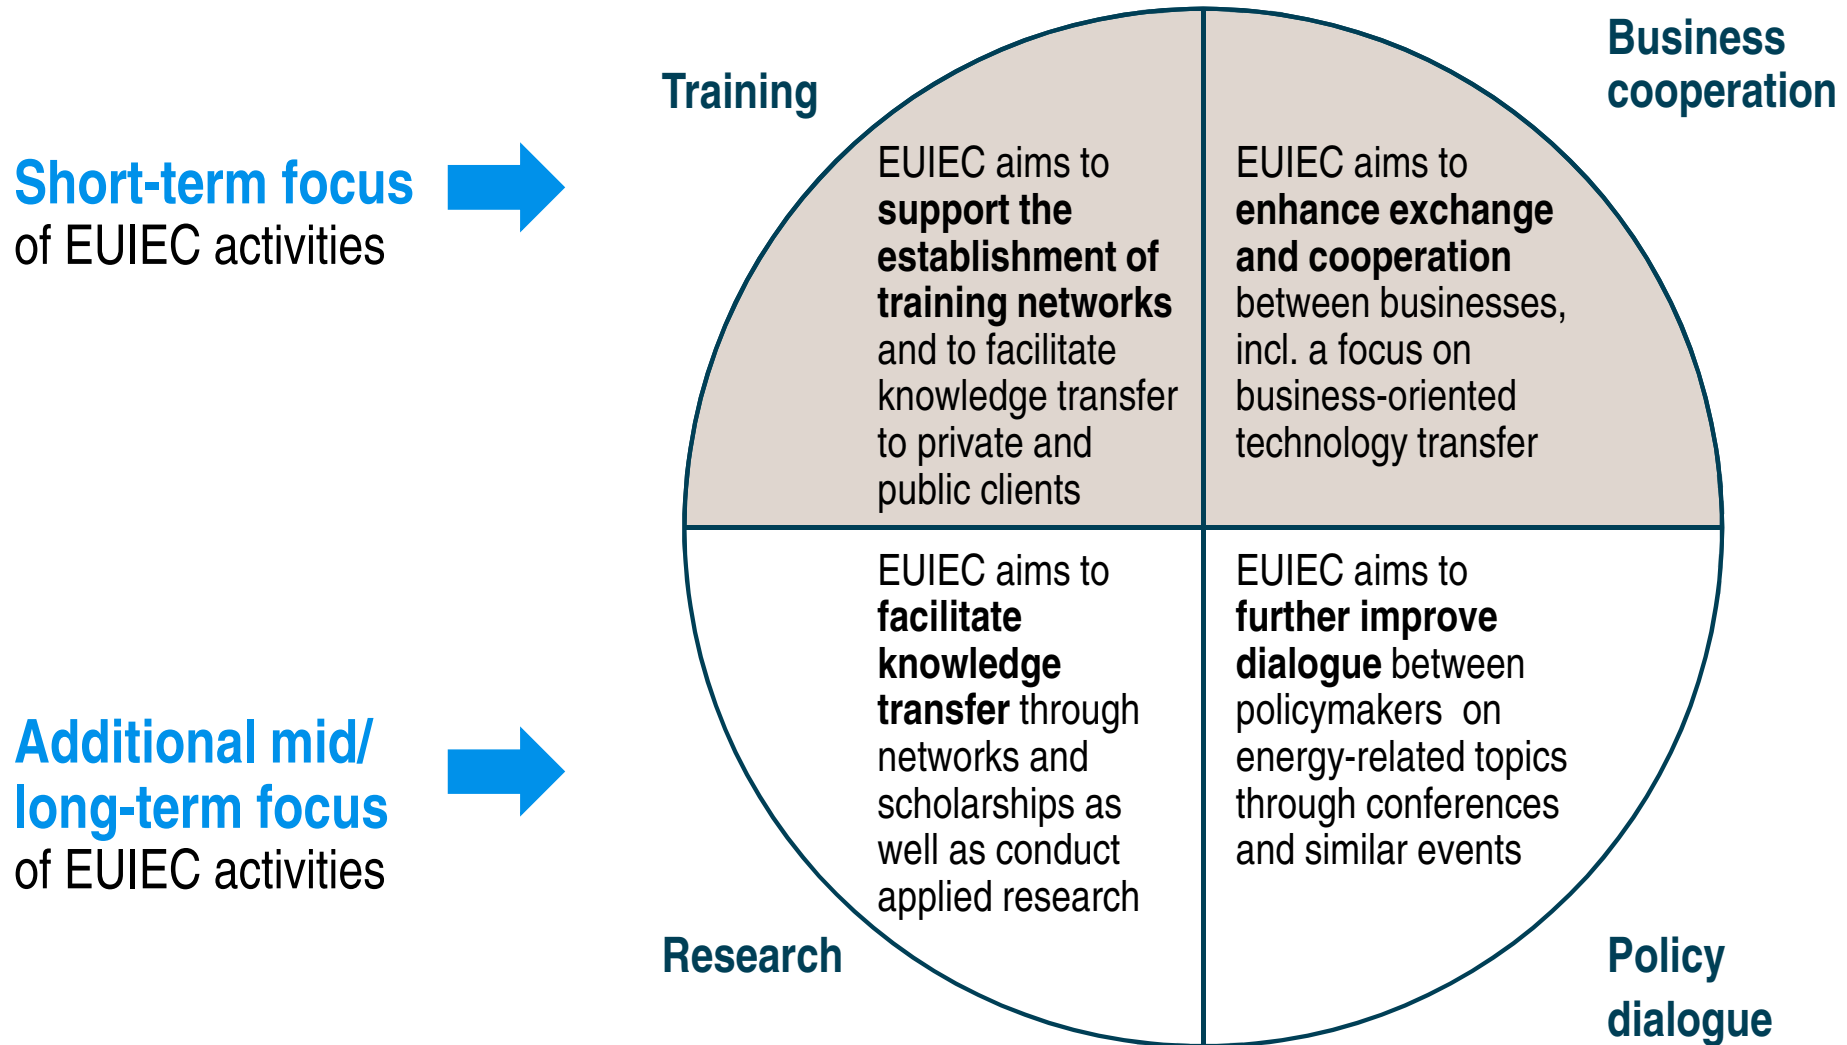 Short-term focus
of EUIEC activities
Additional mid/
long-term focus
of EUIEC activities
Training
EUIEC aims to
support the
establishment of
training networks
and to facilitate
knowledge transfer
to private and
public clients
Business
cooperation
EUIEC aims to
enhance exchange
and cooperation
between businesses,
incl. a focus on
business-oriented
technology transfer
EUIEC aims to
facilitate
knowledge
transfer through
networks and
scholarships as
well as conduct
applied research
Research
EUIEC aims to
further improve
dialogue between
policymakers  on
energy-related topics
through conferences
and similar events
Policy
dialogue